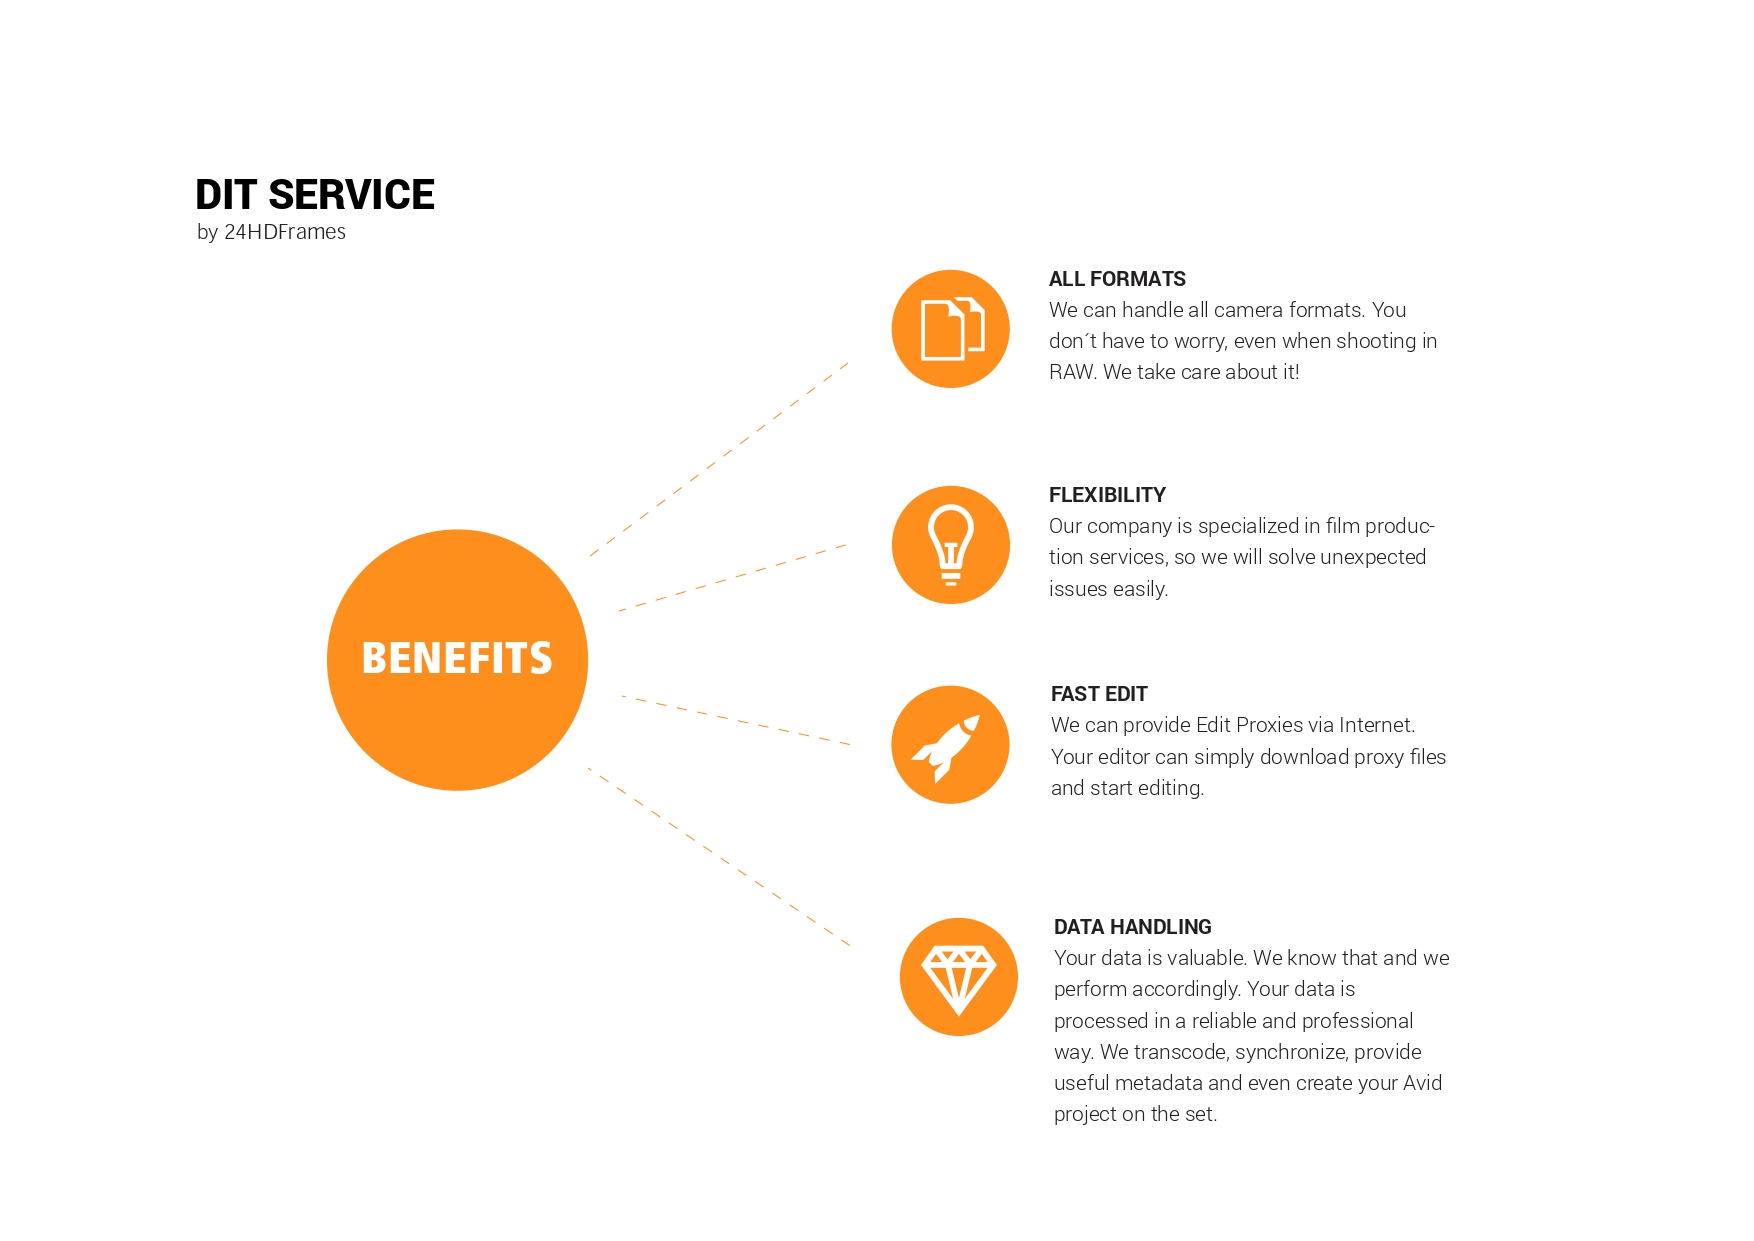 DIT SERVICE
by 24HDFrames
ALL FORMATS
We can handle all camera formats. You
don´t have to worry, even when shooting in
RAW. We take care about it!
FLEXIBILITY
Our company is specialized in film produc-
tion services, so we will solve unexpected
issues easily.
BENEFITS
FAST EDIT
We can provide Edit Proxies via Internet.
Your editor can simply download proxy files
and start editing.
DATA HANDLING
Your data is valuable. We know that and we
perform accordingly. Your data is
processed in a reliable and professional
way. We transcode, synchronize, provide
useful metadata and even create your Avid
project on the set.